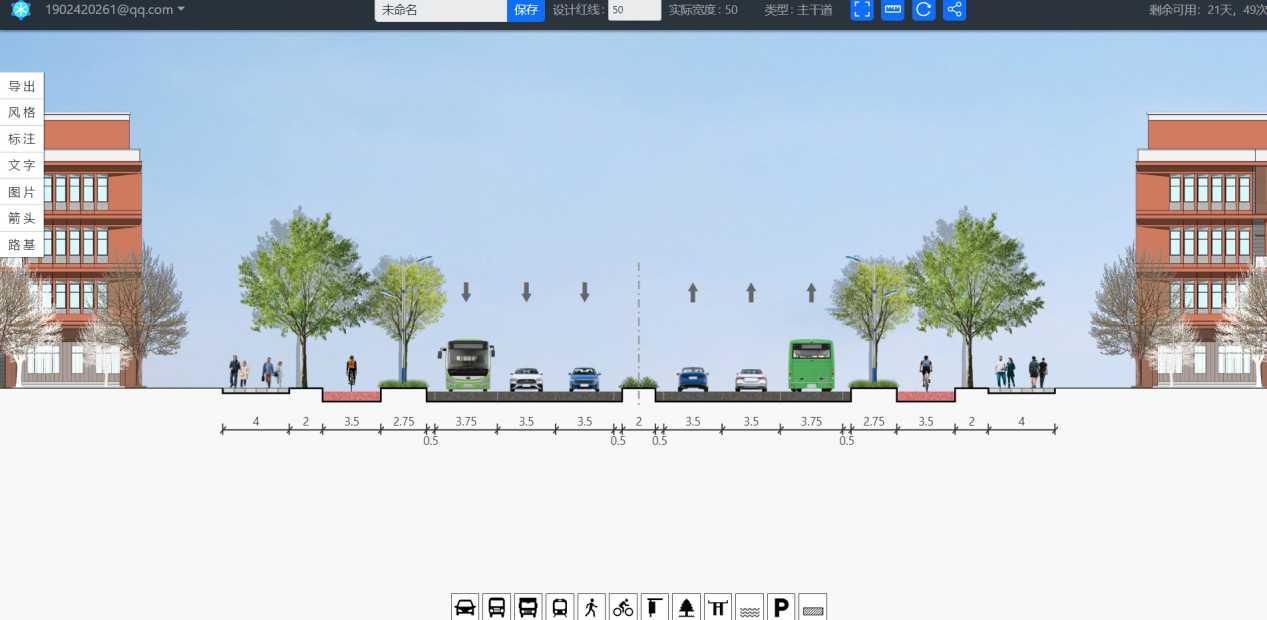 1902420261@qq.com
未命名 保存 设计红线: 50 实际宽度: 50 类型: 主干道
剩余可用: 21天, 49次
导出
风格
标注
文字
图片
箭头
路基
4 2 3.5 2.75 3.75 3.5 3.5 2 3.5 3.5 3.75 2.75 3.5 2 4
0.5 0.5 0.5 0.5
P